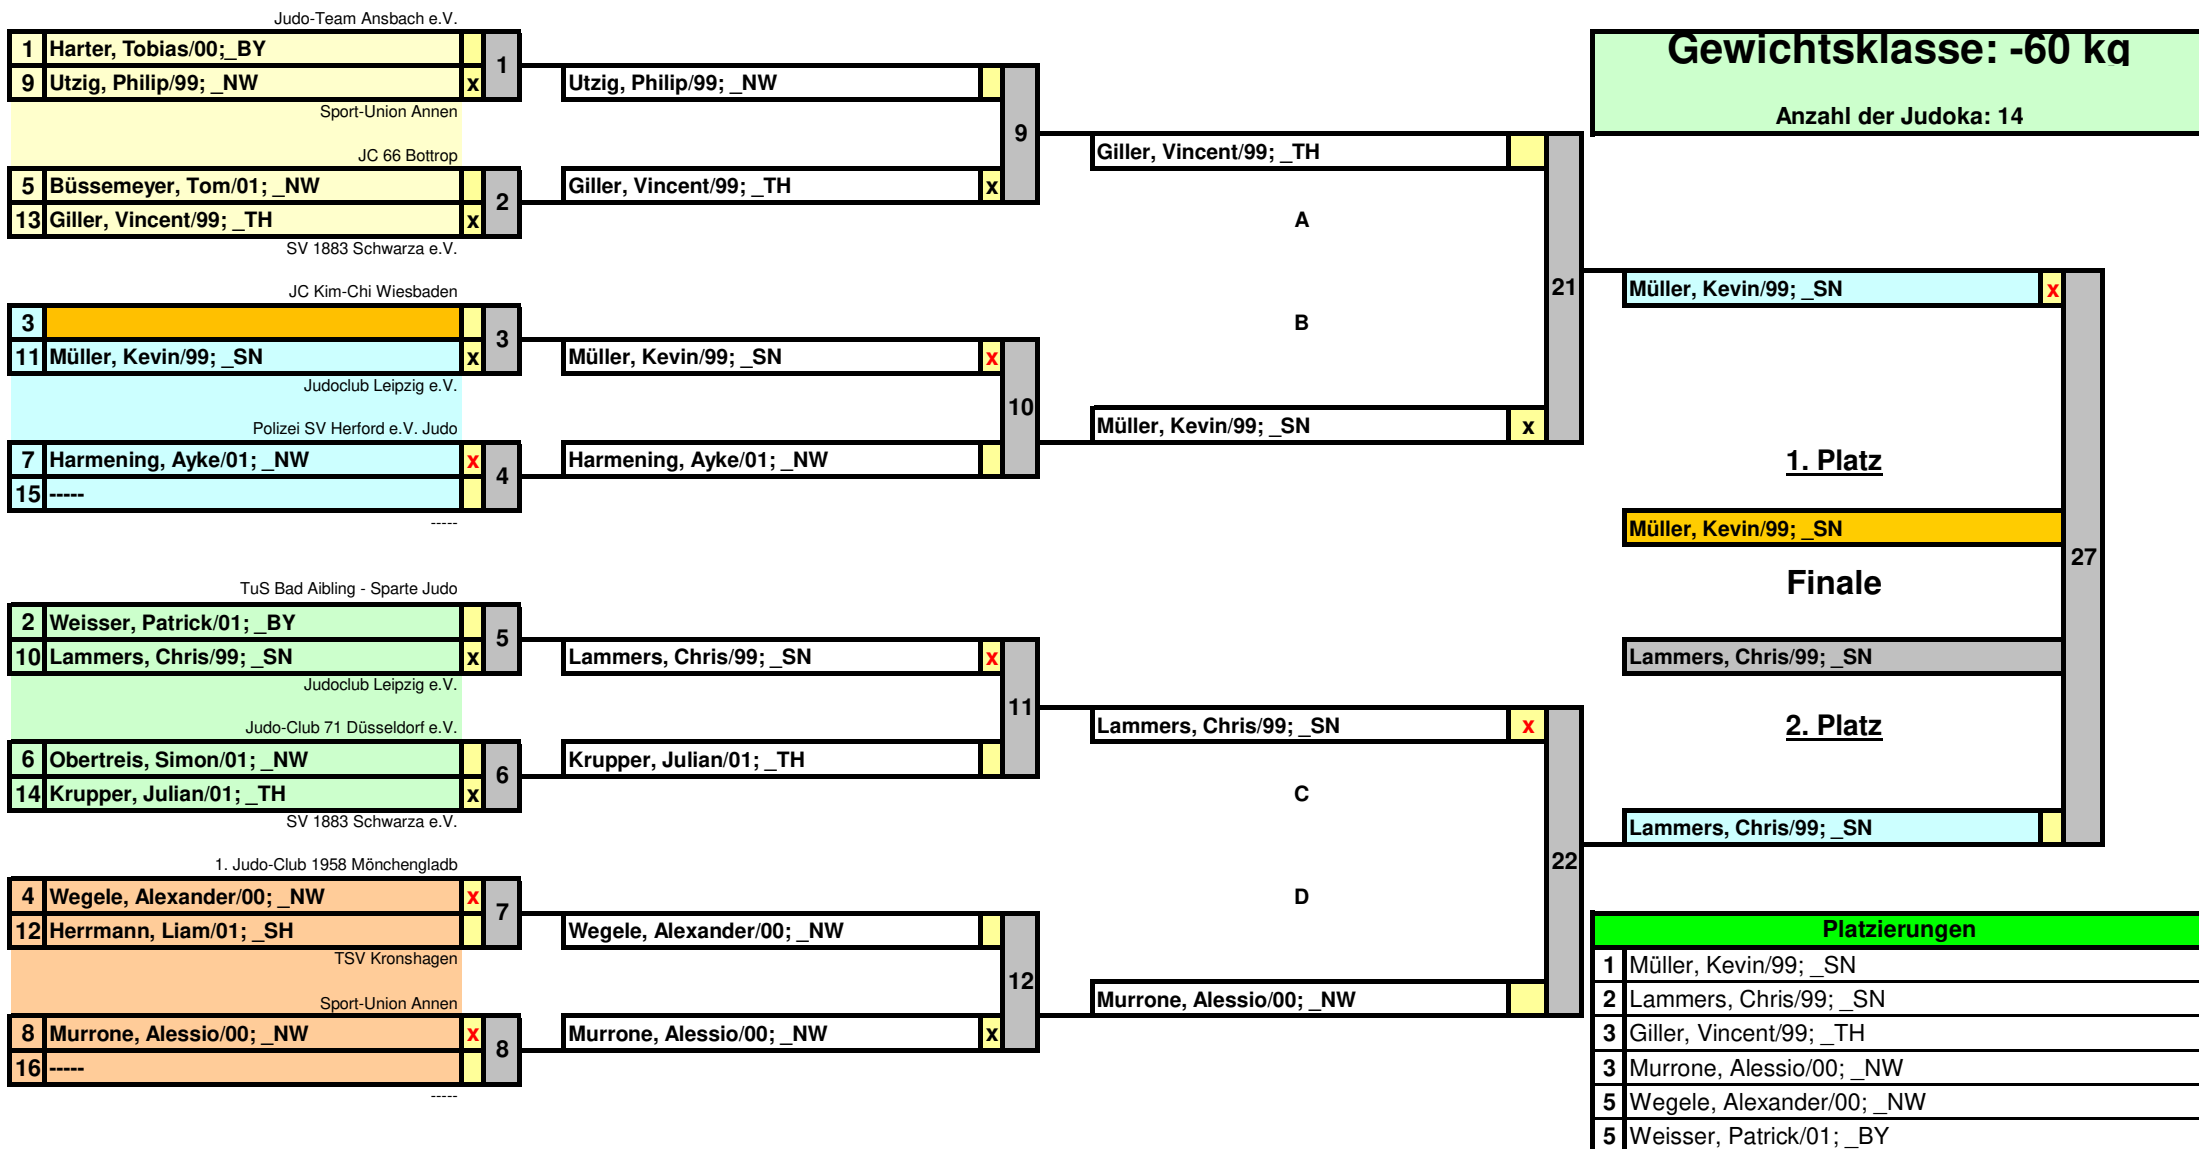 Judo-Team Ansbach e.V.
1 Harter, Tobias/00;_BY
9 Utzig, Philip/99; _NW x
1
Sport-Union Annen
JC 66 Bottrop
5 Büssemeyer, Tom/01; _NW
13 Giller, Vincent/99; _TH x
2
SV 1883 Schwarza e.V.
JC Kim-Chi Wiesbaden
3
11 Müller, Kevin/99; _SN x
3
Judoclub Leipzig e.V.
Polizei SV Herford e.V. Judo
7 Harmening, Ayke/01; _NW x
15 -----
4
-----
TuS Bad Aibling - Sparte Judo
2 Weisser, Patrick/01; _BY
10 Lammers, Chris/99; _SN x
5
Judoclub Leipzig e.V.
Judo-Club 71 Düsseldorf e.V.
6 Obertreis, Simon/01; _NW
14 Krupper, Julian/01; _TH x
6
SV 1883 Schwarza e.V.
1. Judo-Club 1958 Mönchengladb
4 Wegele, Alexander/00; _NW x
12 Herrmann, Liam/01; _SH
7
TSV Kronshagen
Sport-Union Annen
8 Murrone, Alessio/00; _NW x
16 -----
8
-----
Utzig, Philip/99; _NW
Giller, Vincent/99; _TH x
9
Müller, Kevin/99; _SN x
Harmening, Ayke/01; _NW
10
Lammers, Chris/99; _SN x
Krupper, Julian/01; _TH
11
Wegele, Alexander/00; _NW
Murrone, Alessio/00; _NW x
12
Giller, Vincent/99; _TH
A
B
Müller, Kevin/99; _SN x
21
Lammers, Chris/99; _SN x
C
D
Murrone, Alessio/00; _NW
22
Gewichtsklasse: -60 kg
Anzahl der Judoka: 14
Müller, Kevin/99; _SN x
1. Platz
Müller, Kevin/99; _SN
Finale
27
Lammers, Chris/99; _SN
2. Platz
Lammers, Chris/99; _SN
Platzierungen
1 Müller, Kevin/99; _SN
2 Lammers, Chris/99; _SN
3 Giller, Vincent/99; _TH
3 Murrone, Alessio/00; _NW
5 Wegele, Alexander/00; _NW
5 Weisser, Patrick/01; _BY